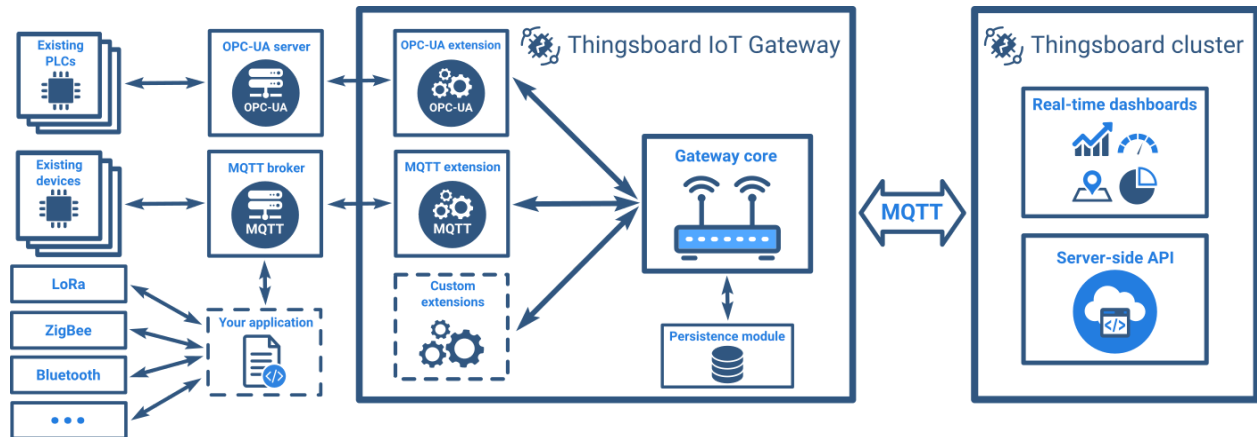 Existing
PLCs
OPC-UA server
OPC-UA
OPC-UA extension
OPC-UA
Thingsboard IoT Gateway
Thingsboard cluster
Existing
devices
MQTT broker
MQTT
MQTT extension
MQTT
Gateway core
MQTT
Real-time dashboards
LoRa
ZigBee
Bluetooth
Your application
</>
Custom
extensions
Persistence module
Server-side API
</>